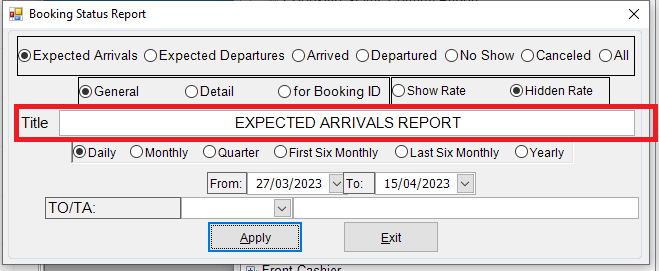 Booking Status Report
Expected Arrivals Expected Departures Arrived Departured No Show Canceled All
General Detail for Booking ID Show Rate Hidden Rate
Title EXPECTED ARRIVALS REPORT
Daily Monthly Quarter First Six Monthly Last Six Monthly Yearly
From: 27/03/2023 To: 15/04/2023
TO/TA:
Apply Exit
Front Cashier